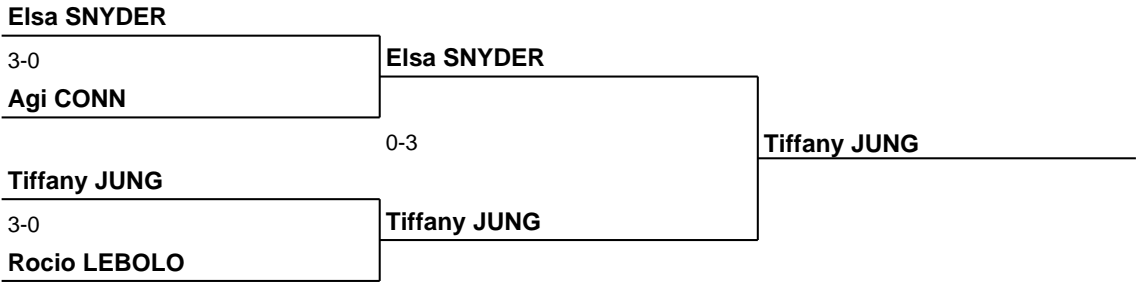 Elsa SNYDER
3-0
Elsa SNYDER
Agi CONN
0-3
Tiffany JUNG
Tiffany JUNG
3-0
Tiffany JUNG
Rocio LEBOLO